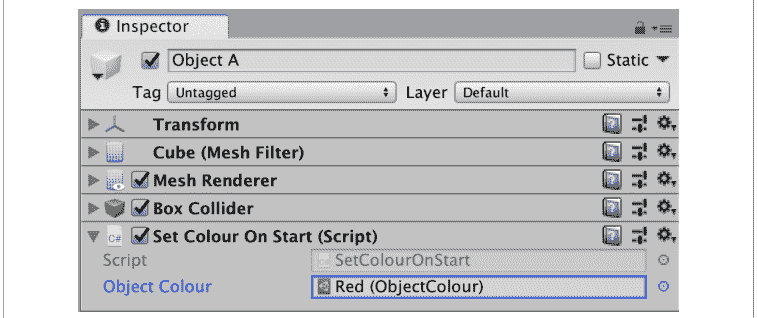 Inspector
Object A Static
Tag Untagged Layer Default
Transform
Cube (Mesh Filter)
Mesh Renderer
Box Collider
C# Set Colour On Start (Script)
Script C# SetColourOnStart
Object Colour Red (ObjectColour)